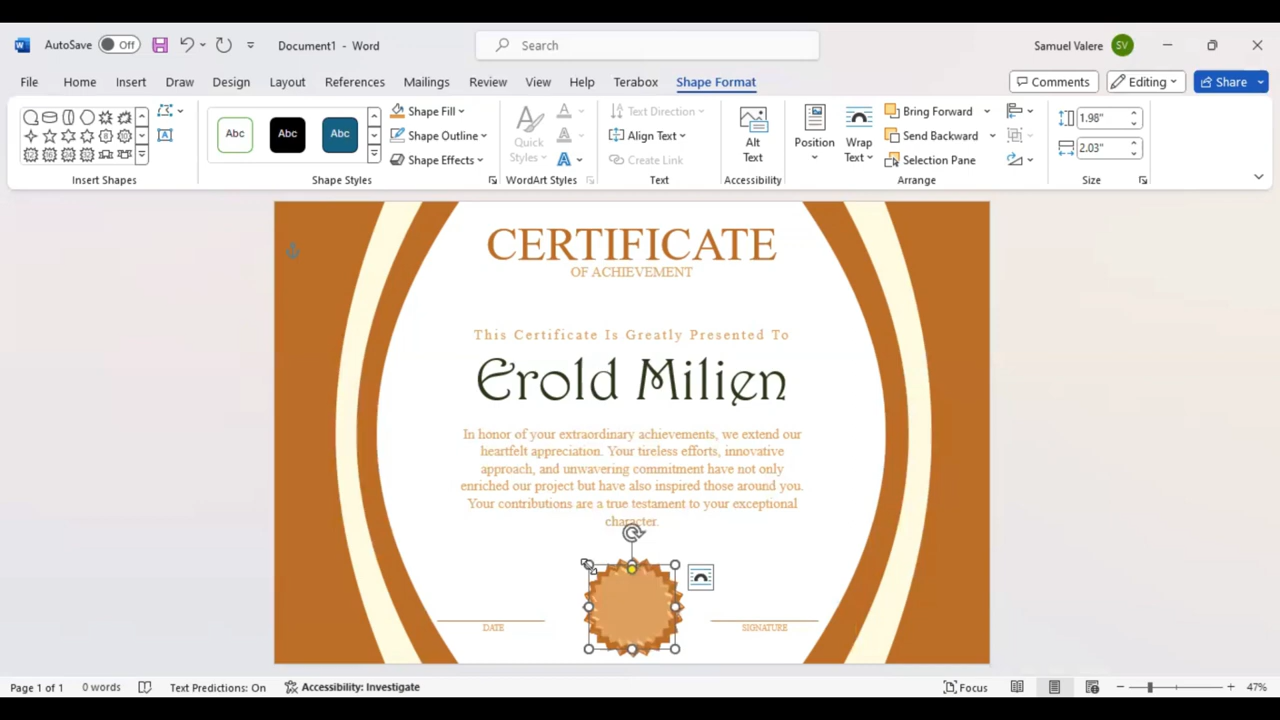 AutoSave Off Document1 - Word Search Samuel Valere SV
File Home Insert Draw Design Layout References Mailings Review View Help Terabox Shape Format Comments Editing Share
Abc Abc Abc
Shape Fill
Shape Outline
Shape Effects
Quick Styles
Text Direction
Align Text
Create Link
Alt Text
Position
Wrap Text
Bring Forward
Send Backward
Selection Pane
1.98"
2.03"
Insert Shapes Shape Styles WordArt Styles Text Accessibility Arrange Size
CERTIFICATE
OF ACHIEVEMENT
This Certificate Is Greatly Presented To
Erold Milien
In honor of your extraordinary achievements, we extend our
heartfelt appreciation. Your tireless efforts, innovative
approach, and unwavering commitment have not only
enriched our project but have also inspired those around you.
Your contributions are a true testament to your exceptional
character.
DATE SIGNATURE
Page 1 of 1 0 words Text Predictions: On Accessibility: Investigate Focus 47%